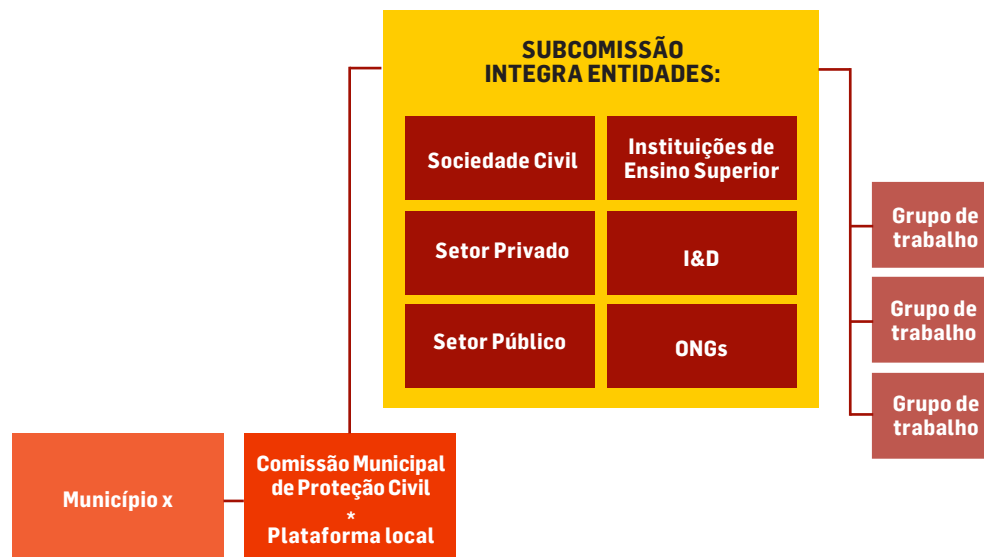 SUBCOMISSÃO
INTEGRA ENTIDADES:
Sociedade Civil
Instituições de
Ensino Superior
Setor Privado
I&D
Setor Público
ONGs
Grupo de
trabalho
Grupo de
trabalho
Grupo de
trabalho
Município x
Comissão Municipal
de Proteção Civil
*
Plataforma local